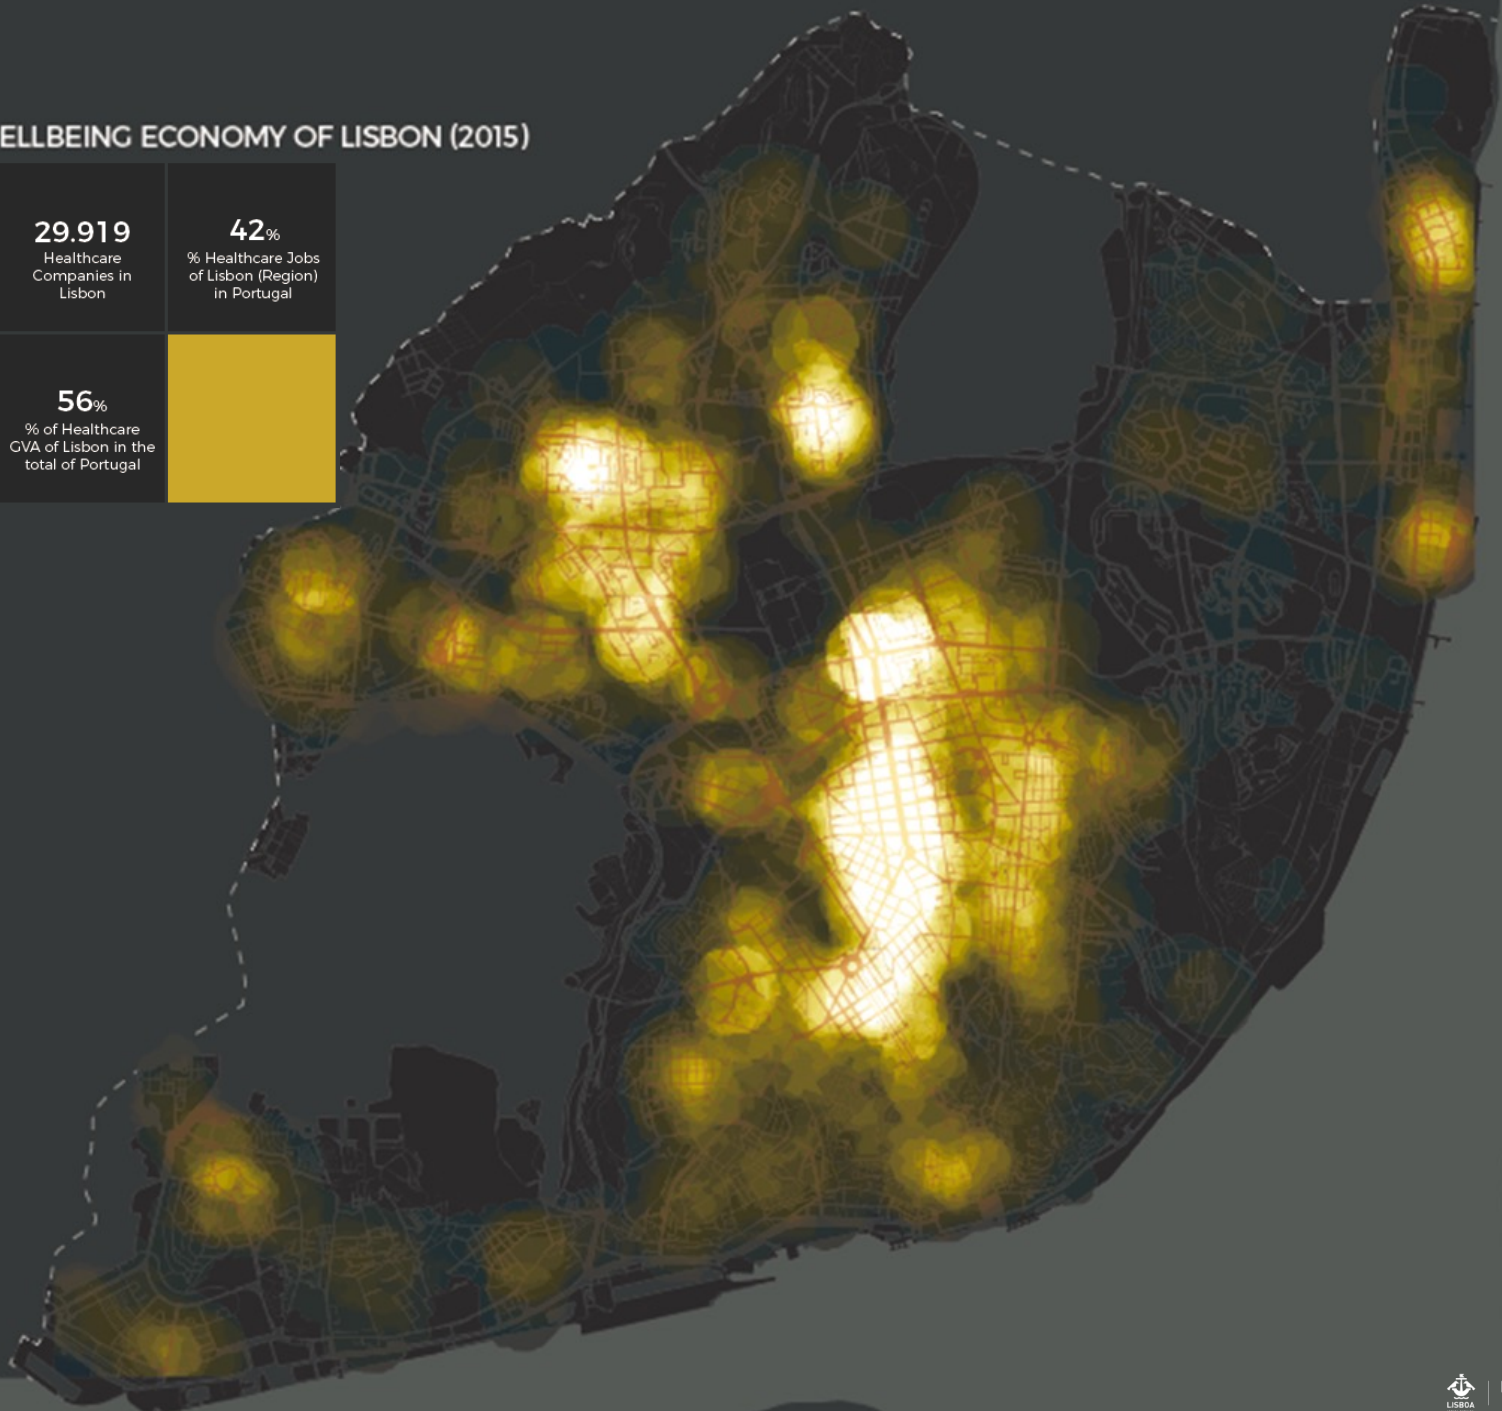 ELLBEING ECONOMY OF LISBON (2015)
29.919
Healthcare
Companies in
Lisbon
42%
% Healthcare Jobs
of Lisbon (Region)
in Portugal
56%
% of Healthcare
GVA of Lisbon in the
total of Portugal
LISBOA